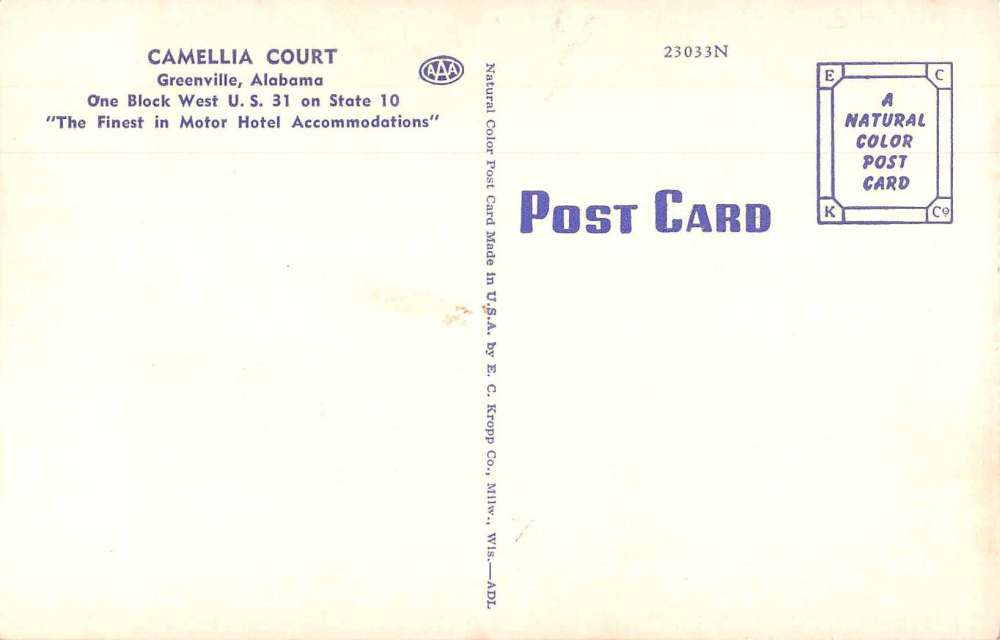 CAMELLIA COURT
Greenville, Alabama
One Block West U. S. 31 on State 10
"The Finest in Motor Hotel Accommodations"
AAA
Natural Color Post Card Made in U.S.A. by E. C. Kropp Co., Milw., Wis.—ADL
23033N
POST CARD
E C
A
NATURAL
COLOR
POST
CARD
K Co